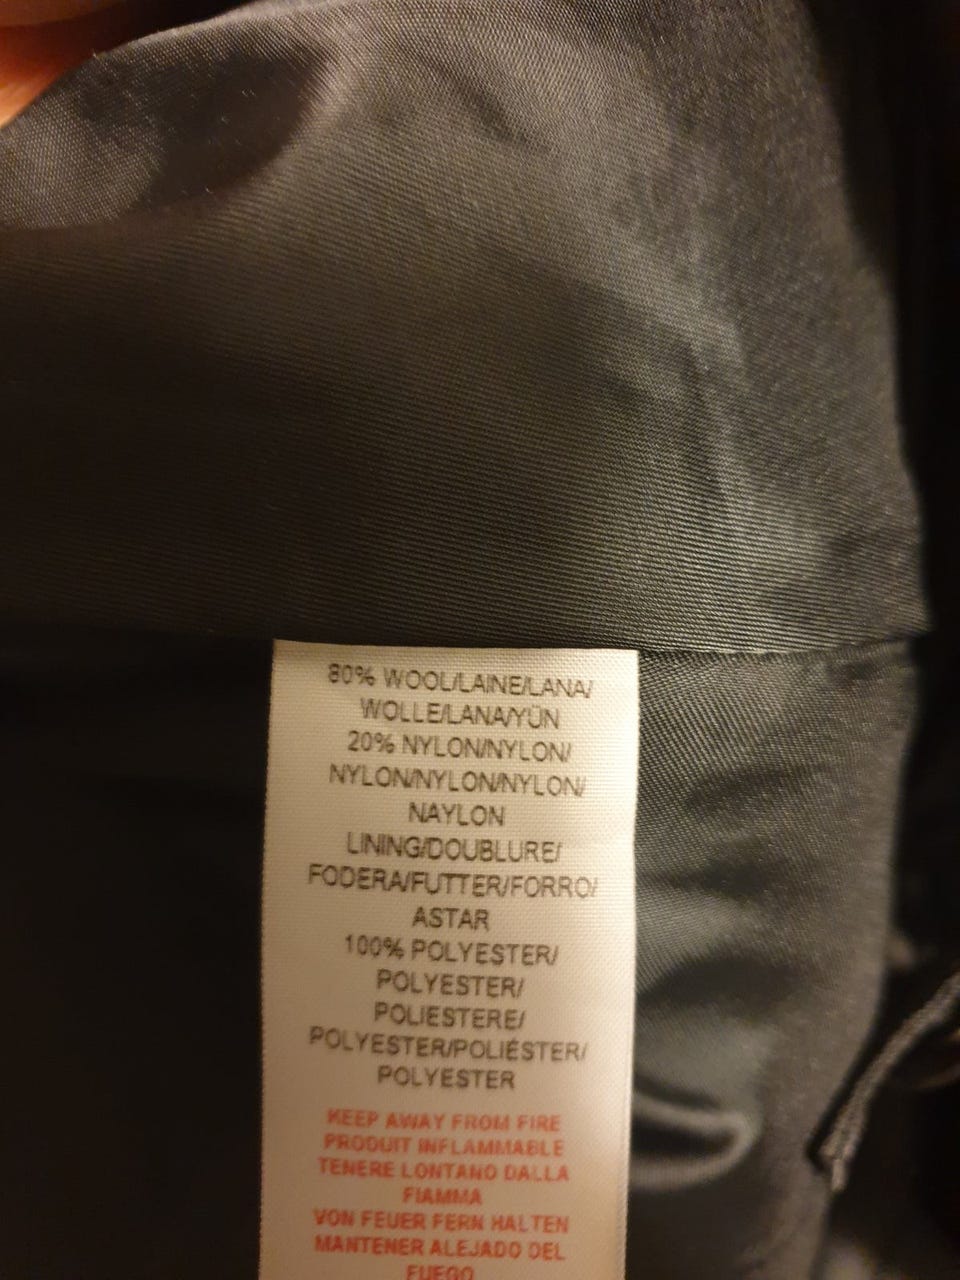 80% WOOL/LAINE/LANA/
WOLLE/LANA/YÜN
20% NYLON/NYLON/
NYLON/NYLON/NYLON/
NAYLON
LINING/DOUBLURE/
FODERA/FUTTER/FORRO/
ASTAR
100% POLYESTER/
POLYESTER/
POLIESTERE/
POLYESTER/POLIÉSTER/
POLYESTER
KEEP AWAY FROM FIRE
PRODUIT INFLAMMABLE
TENERE LONTANO DALLA
FIAMMA
VON FEUER FERN HALTEN
MANTENER ALEJADO DEL
FUEGO